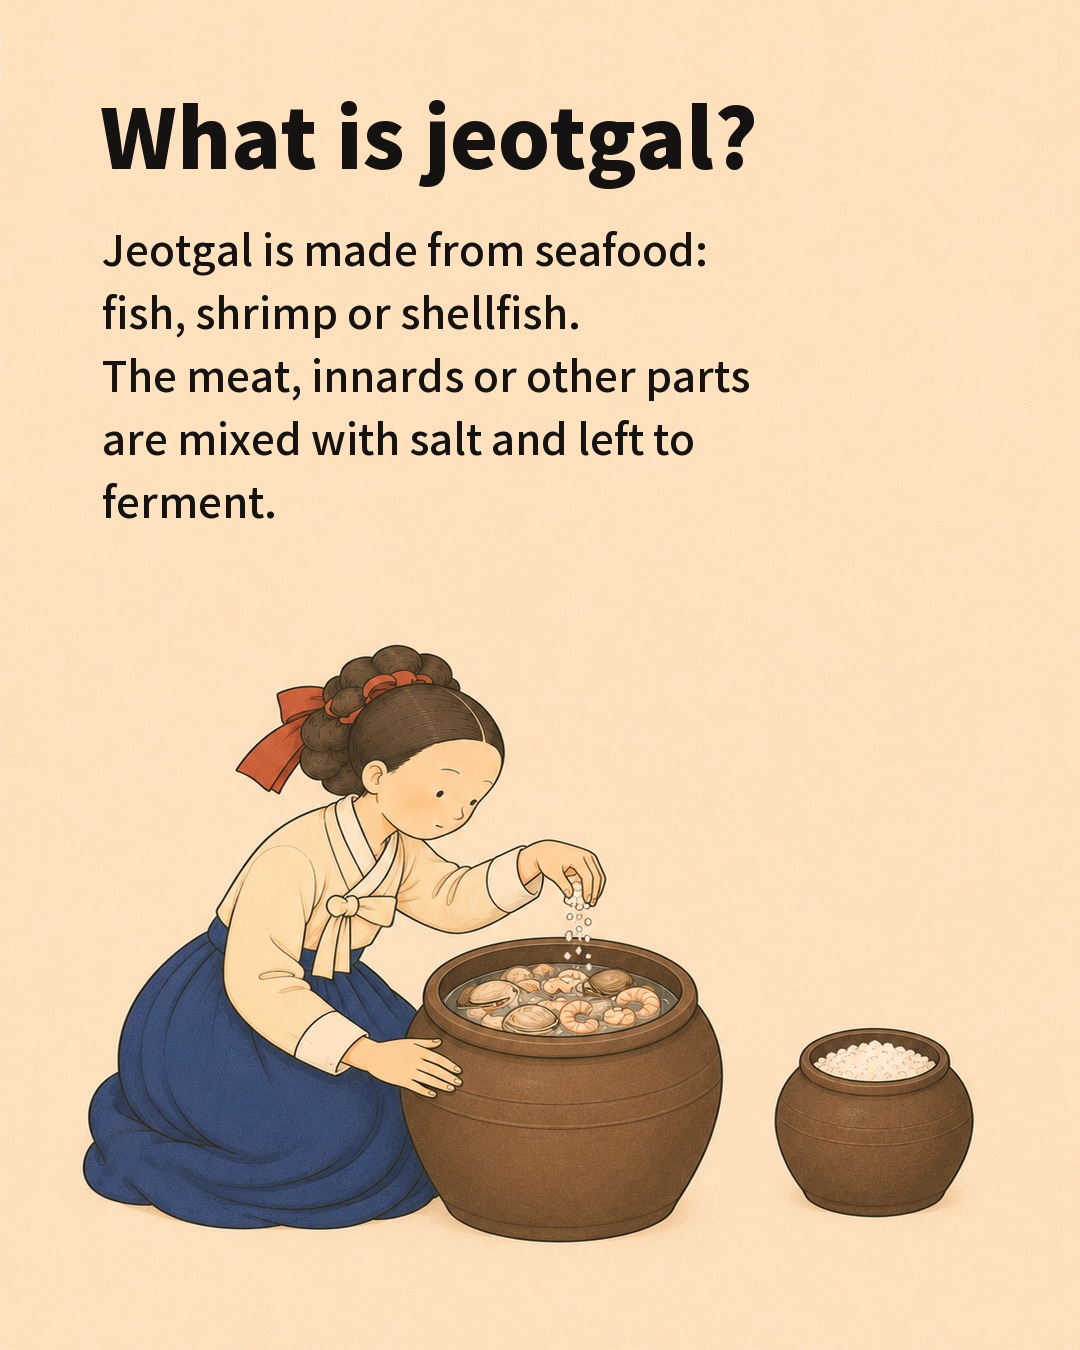 What is jeotgal?
Jeotgal is made from seafood:
fish, shrimp or shellfish.
The meat, innards or other parts
are mixed with salt and left to
ferment.